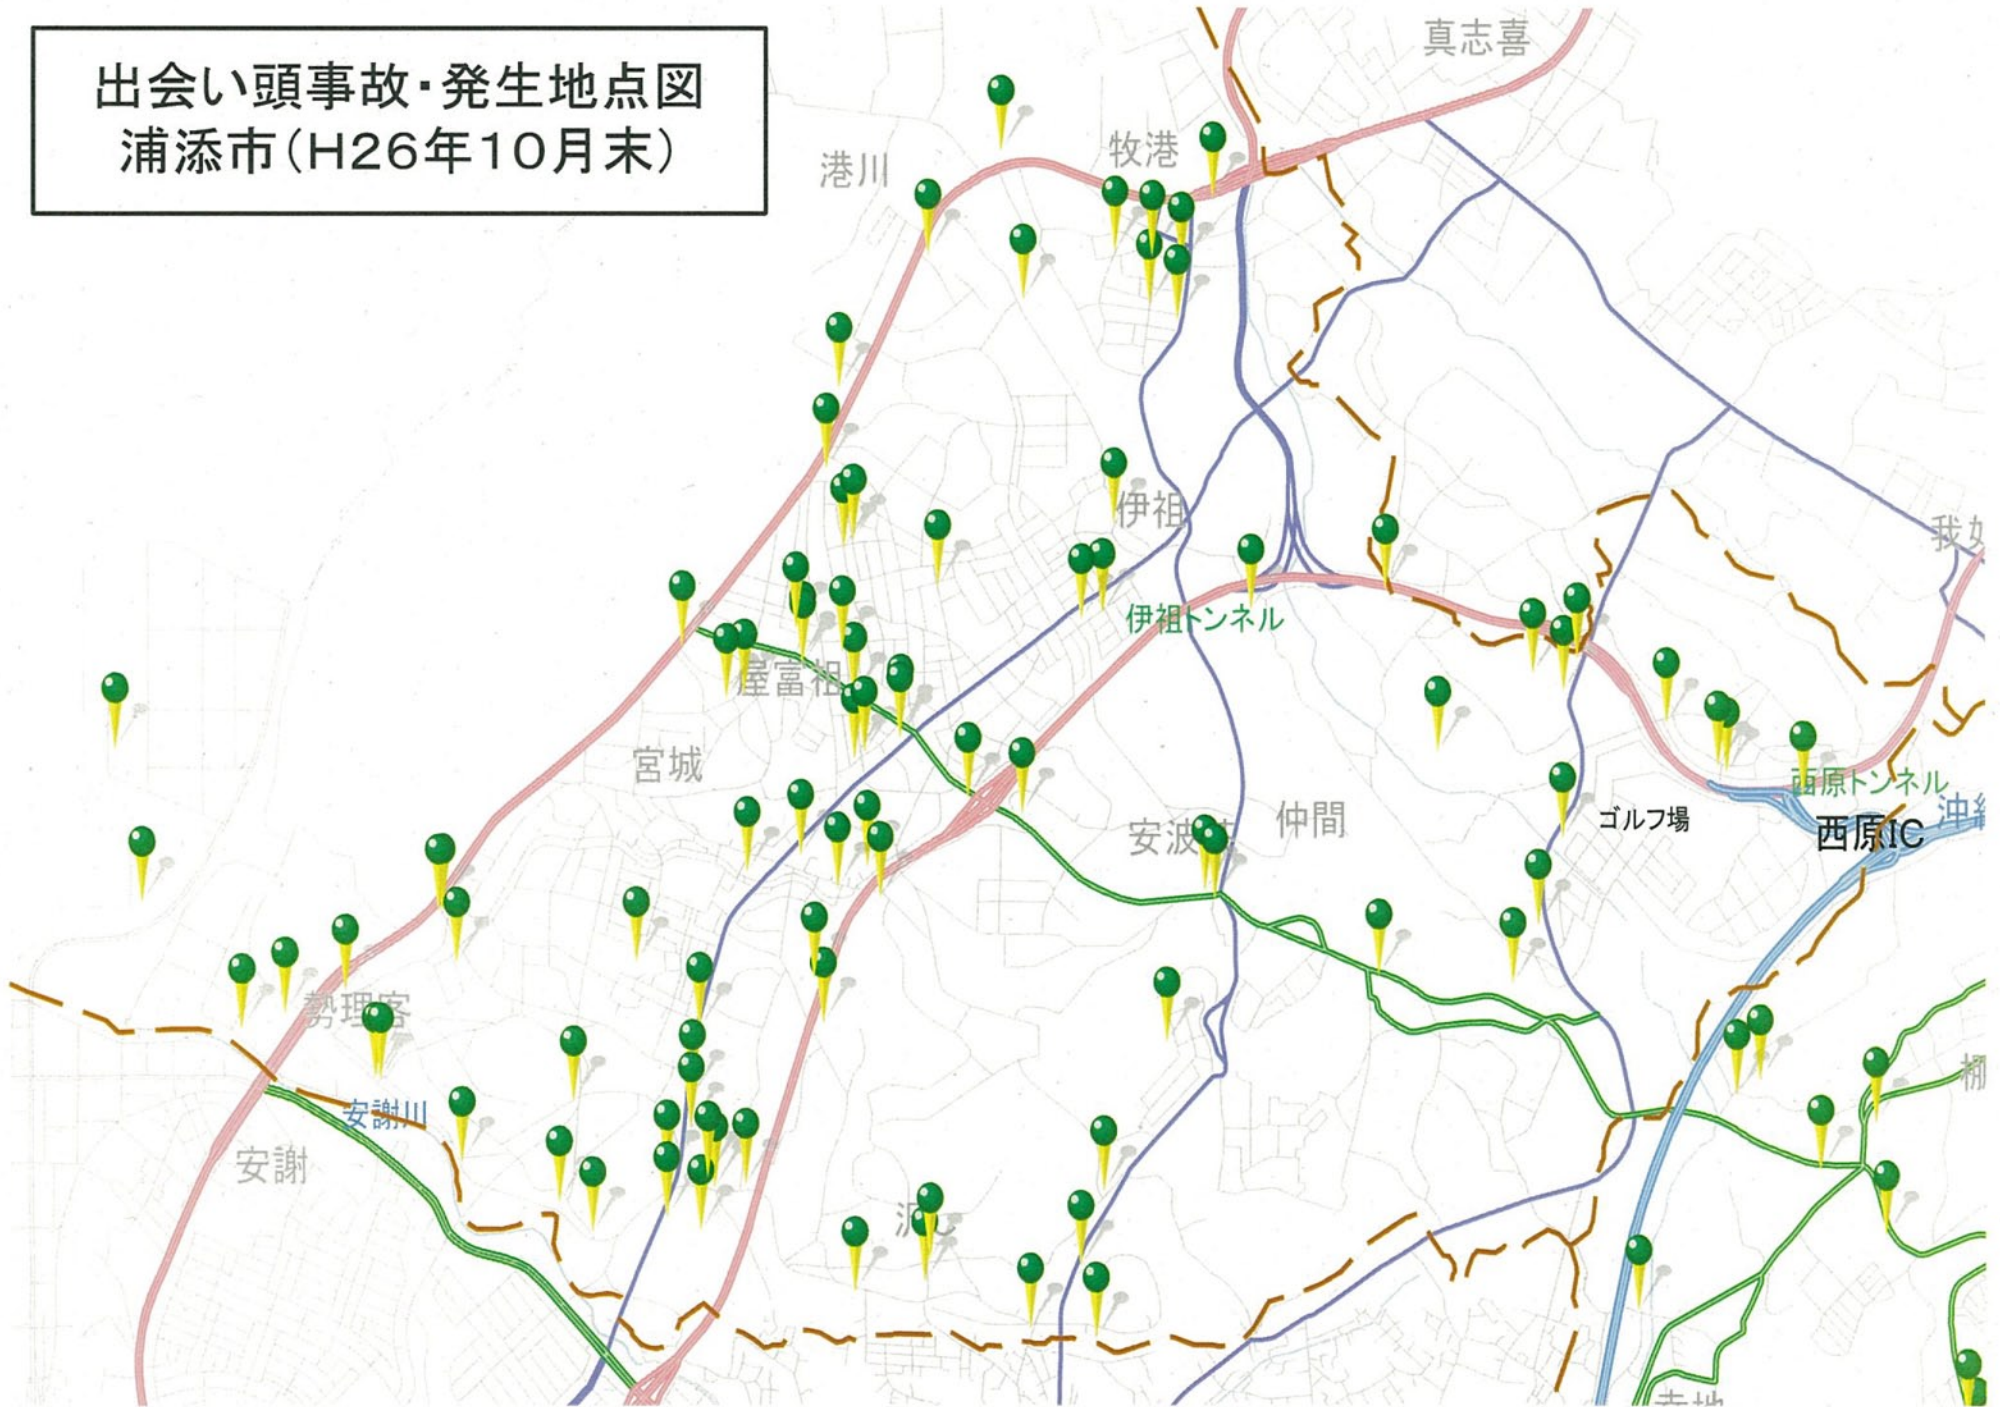 出会い頭事故・発生地点図
浦添市(H26年10月末)
真志喜
牧港
港川
伊祖
伊祖トンネル
屋富祖
宮城
仲間
安波
ゴルフ場
西原トンネル
西原IC
勢理客
安謝川
安謝